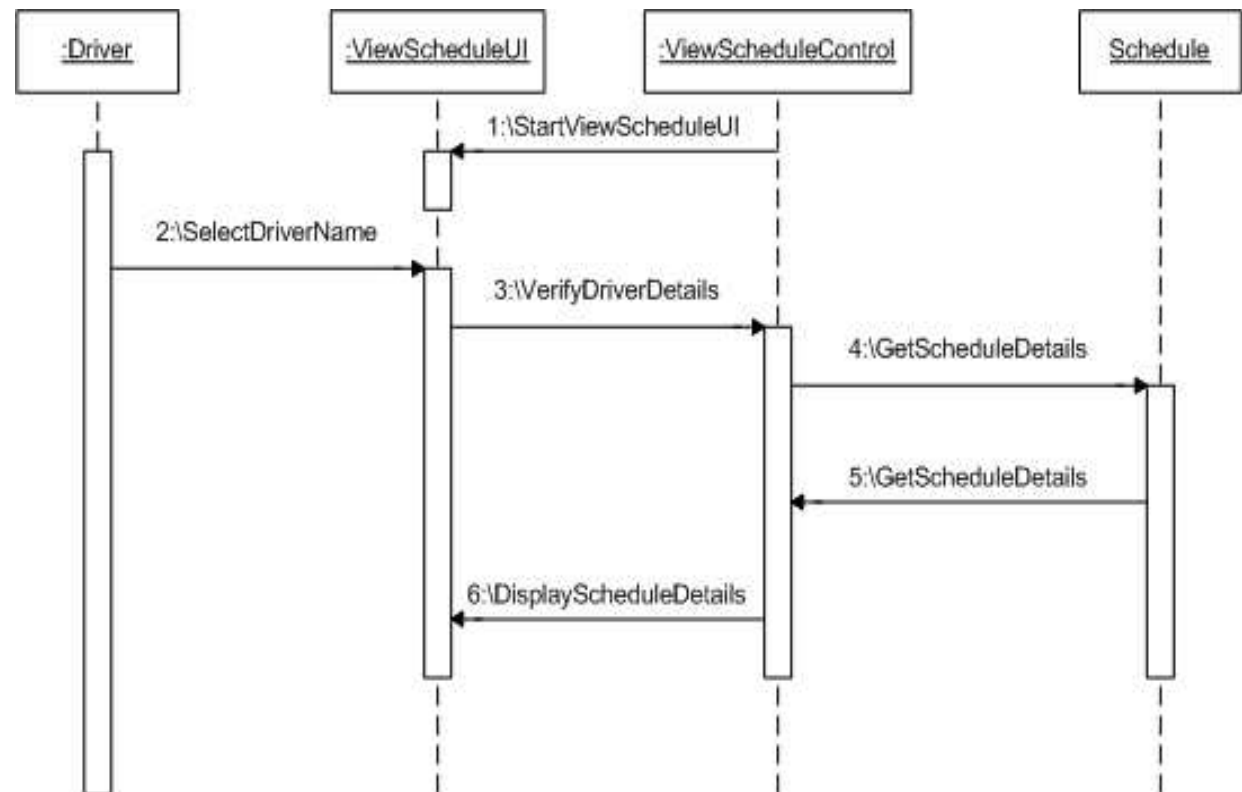 :Driver
:ViewScheduleUI
:ViewScheduleControl
Schedule
1:\StartViewScheduleUI
2:\SelectDriverName
3:\VerifyDriverDetails
4:\GetScheduleDetails
5:\GetScheduleDetails
6:\DisplayScheduleDetails